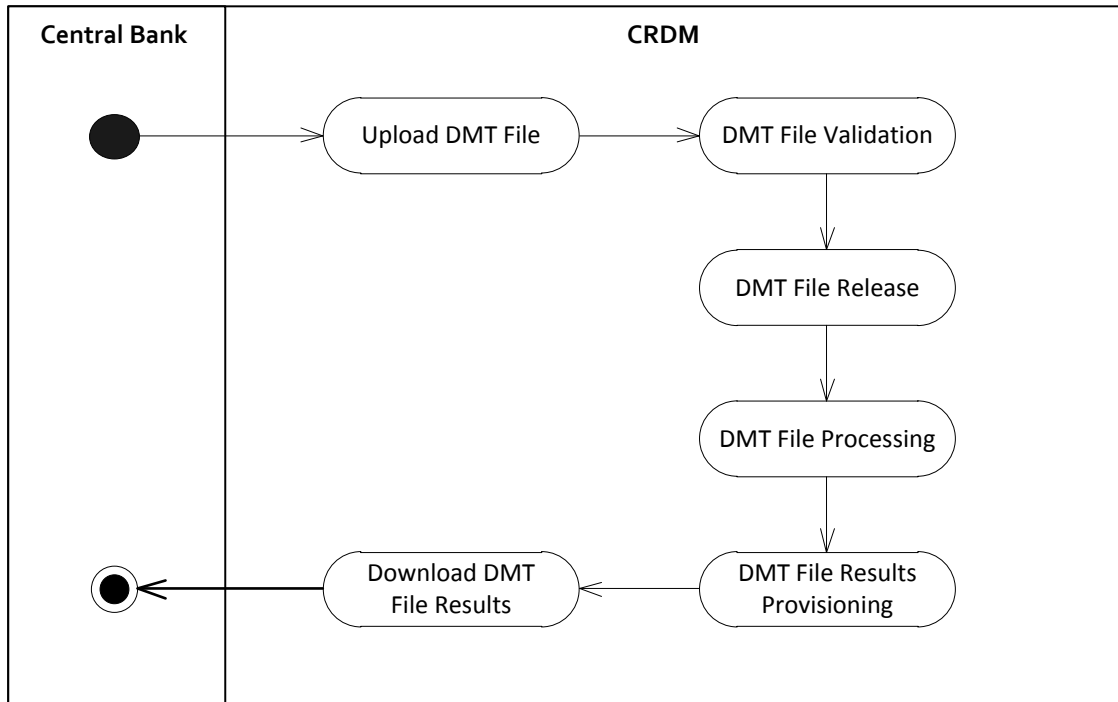 Central Bank
CRDM
Upload DMT File
DMT File Validation
DMT File Release
DMT File Processing
DMT File Results
Provisioning
Download DMT
File Results